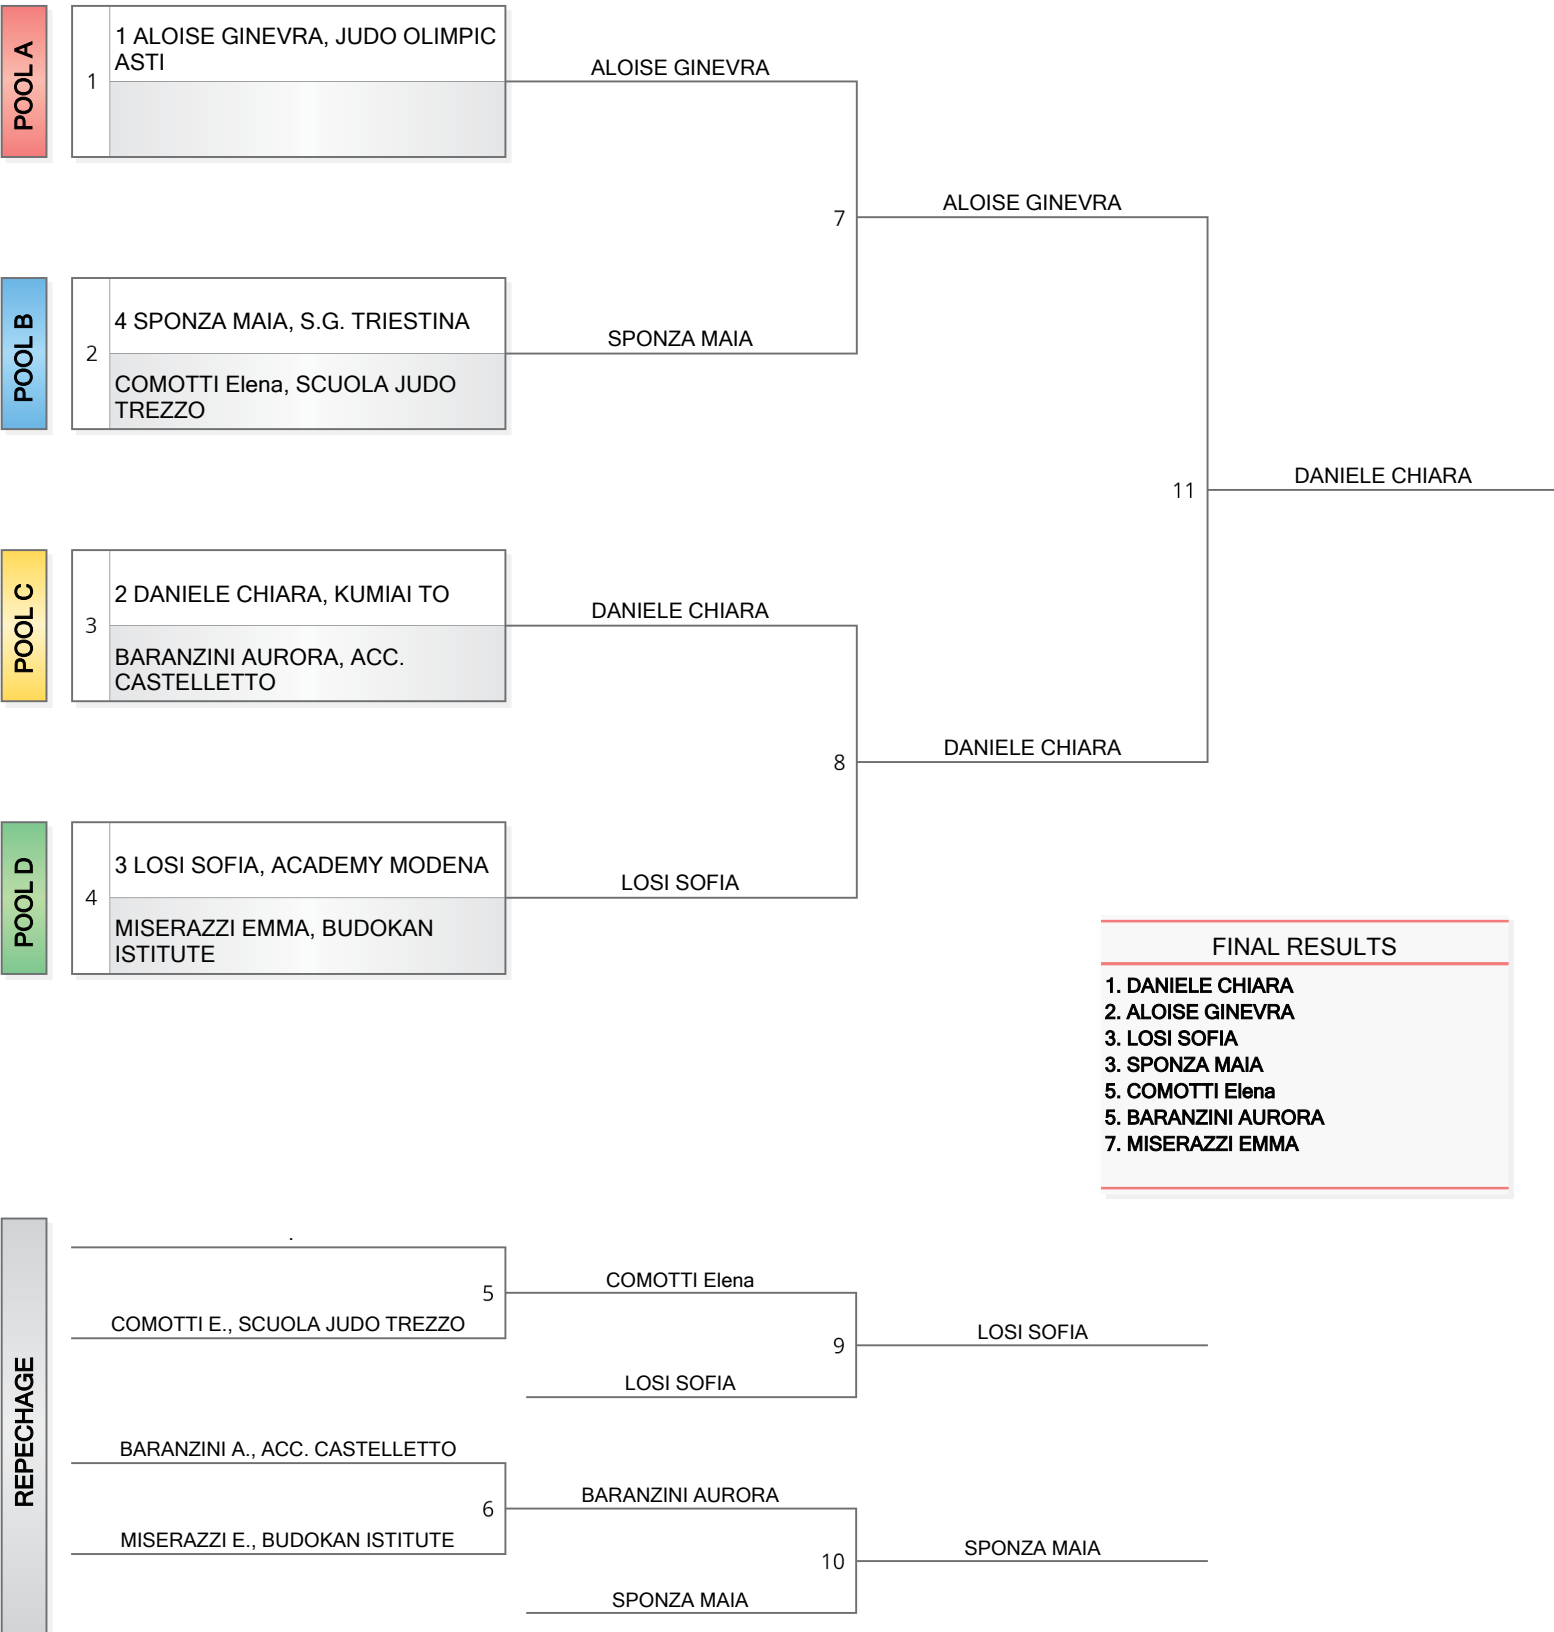 POOL A
1
1 ALOISE GINEVRA, JUDO OLIMPIC
ASTI
ALOISE GINEVRA
7
ALOISE GINEVRA
POOL B
2
4 SPONZA MAIA, S.G. TRIESTINA
COMOTTI Elena, SCUOLA JUDO
TREZZO
SPONZA MAIA
11
DANIELE CHIARA
POOL C
3
2 DANIELE CHIARA, KUMIAI TO
BARANZINI AURORA, ACC.
CASTELLETTO
DANIELE CHIARA
8
DANIELE CHIARA
POOL D
4
3 LOSI SOFIA, ACADEMY MODENA
MISERAZZI EMMA, BUDOKAN
ISTITUTE
LOSI SOFIA
FINAL RESULTS
1. DANIELE CHIARA
2. ALOISE GINEVRA
3. LOSI SOFIA
3. SPONZA MAIA
5. COMOTTI Elena
5. BARANZINI AURORA
7. MISERAZZI EMMA
REPECHAGE
.
5
COMOTTI E., SCUOLA JUDO TREZZO
COMOTTI Elena
9
LOSI SOFIA
LOSI SOFIA
BARANZINI A., ACC. CASTELLETTO
6
MISERAZZI E., BUDOKAN ISTITUTE
BARANZINI AURORA
10
SPONZA MAIA
SPONZA MAIA